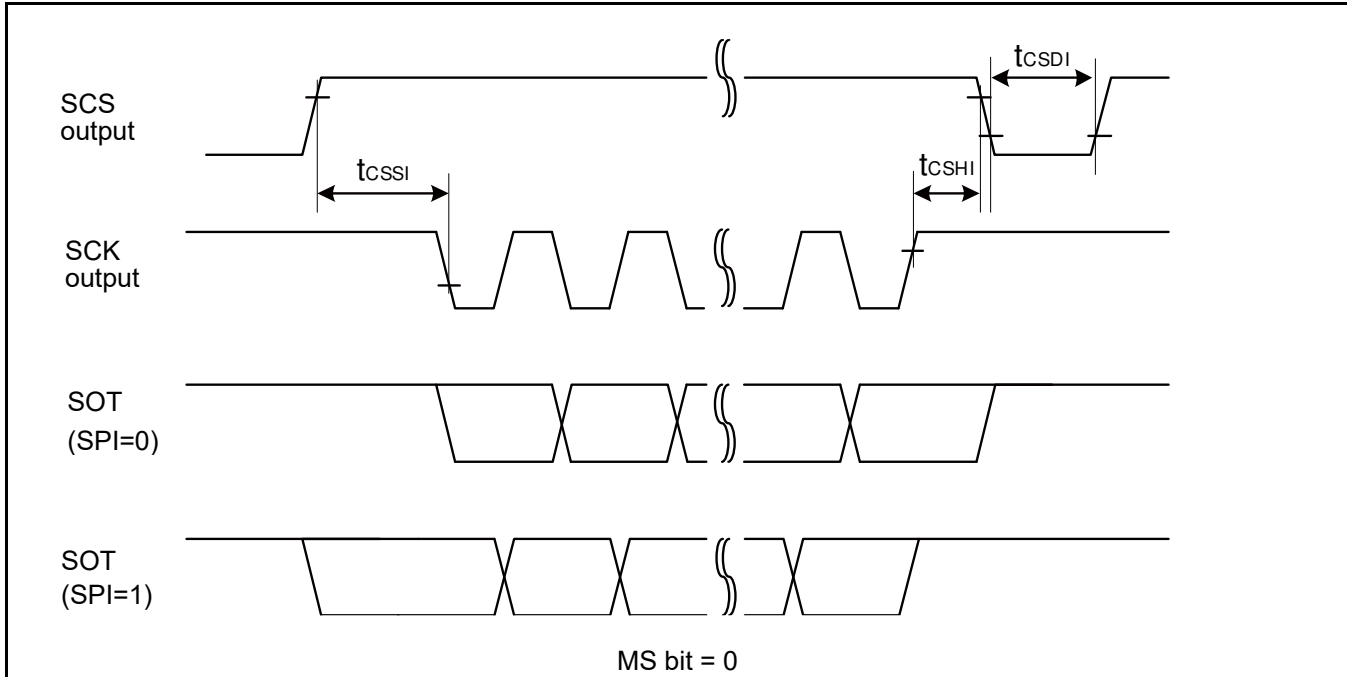 tCSDI
SCS
output
tCSSI
tCSHI
SCK
output
SOT
(SPI=0)
SOT
(SPI=1)
MS bit = 0